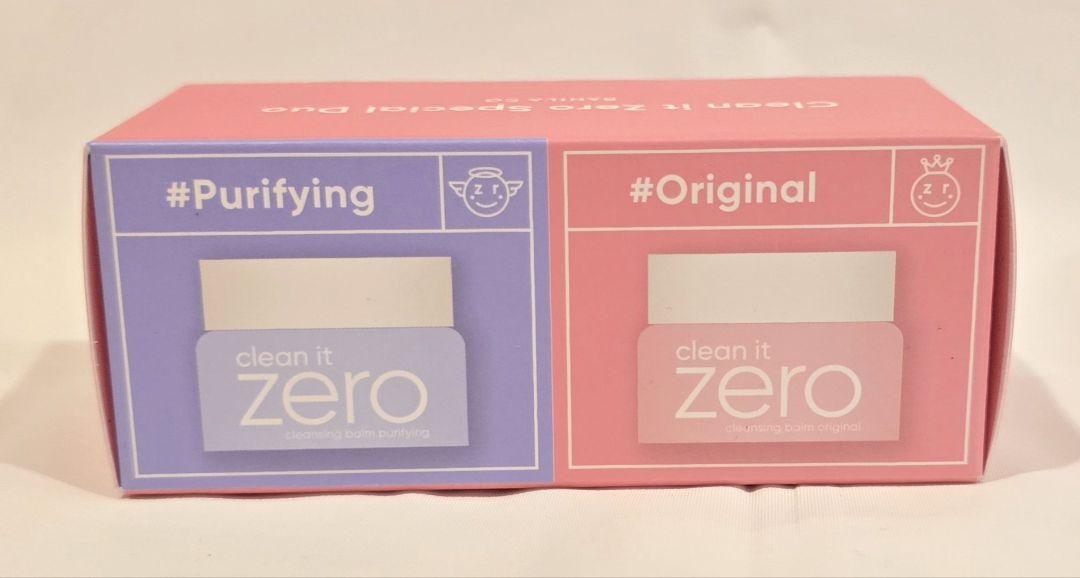 Clean it Zero Special Duo
BANILA CO
#Purifying
z r
clean it
zero
cleansing balm purifying
#Original
z r
clean it
zero
cleansing balm original